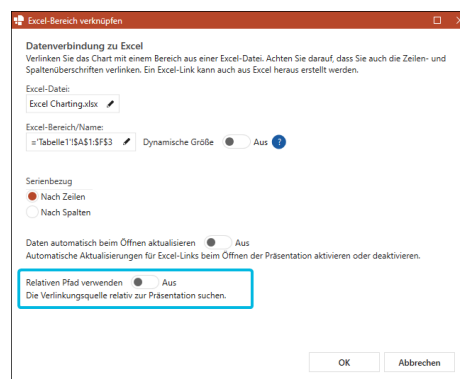 Excel-Bereich verknüpfen
Datenverbindung zu Excel
Verlinken Sie das Chart mit einem Bereich aus einer Excel-Datei. Achten Sie darauf, dass Sie auch die Zeilen- und
Spaltenüberschriften verlinken. Ein Excel-Link kann auch aus Excel heraus erstellt werden.
Excel-Datei:
Excel Charting.xlsx
Excel-Bereich/Name:
='Tabelle1'!$A$1:$F$3 Dynamische Größe Aus ?
Serienbezug
Nach Zeilen
Nach Spalten
Daten automatisch beim Öffnen aktualisieren Aus
Automatische Aktualisierungen für Excel-Links beim Öffnen der Präsentation aktivieren oder deaktivieren.
Relativen Pfad verwenden Aus
Die Verlinkungsquelle relativ zur Präsentation suchen.
OK Abbrechen